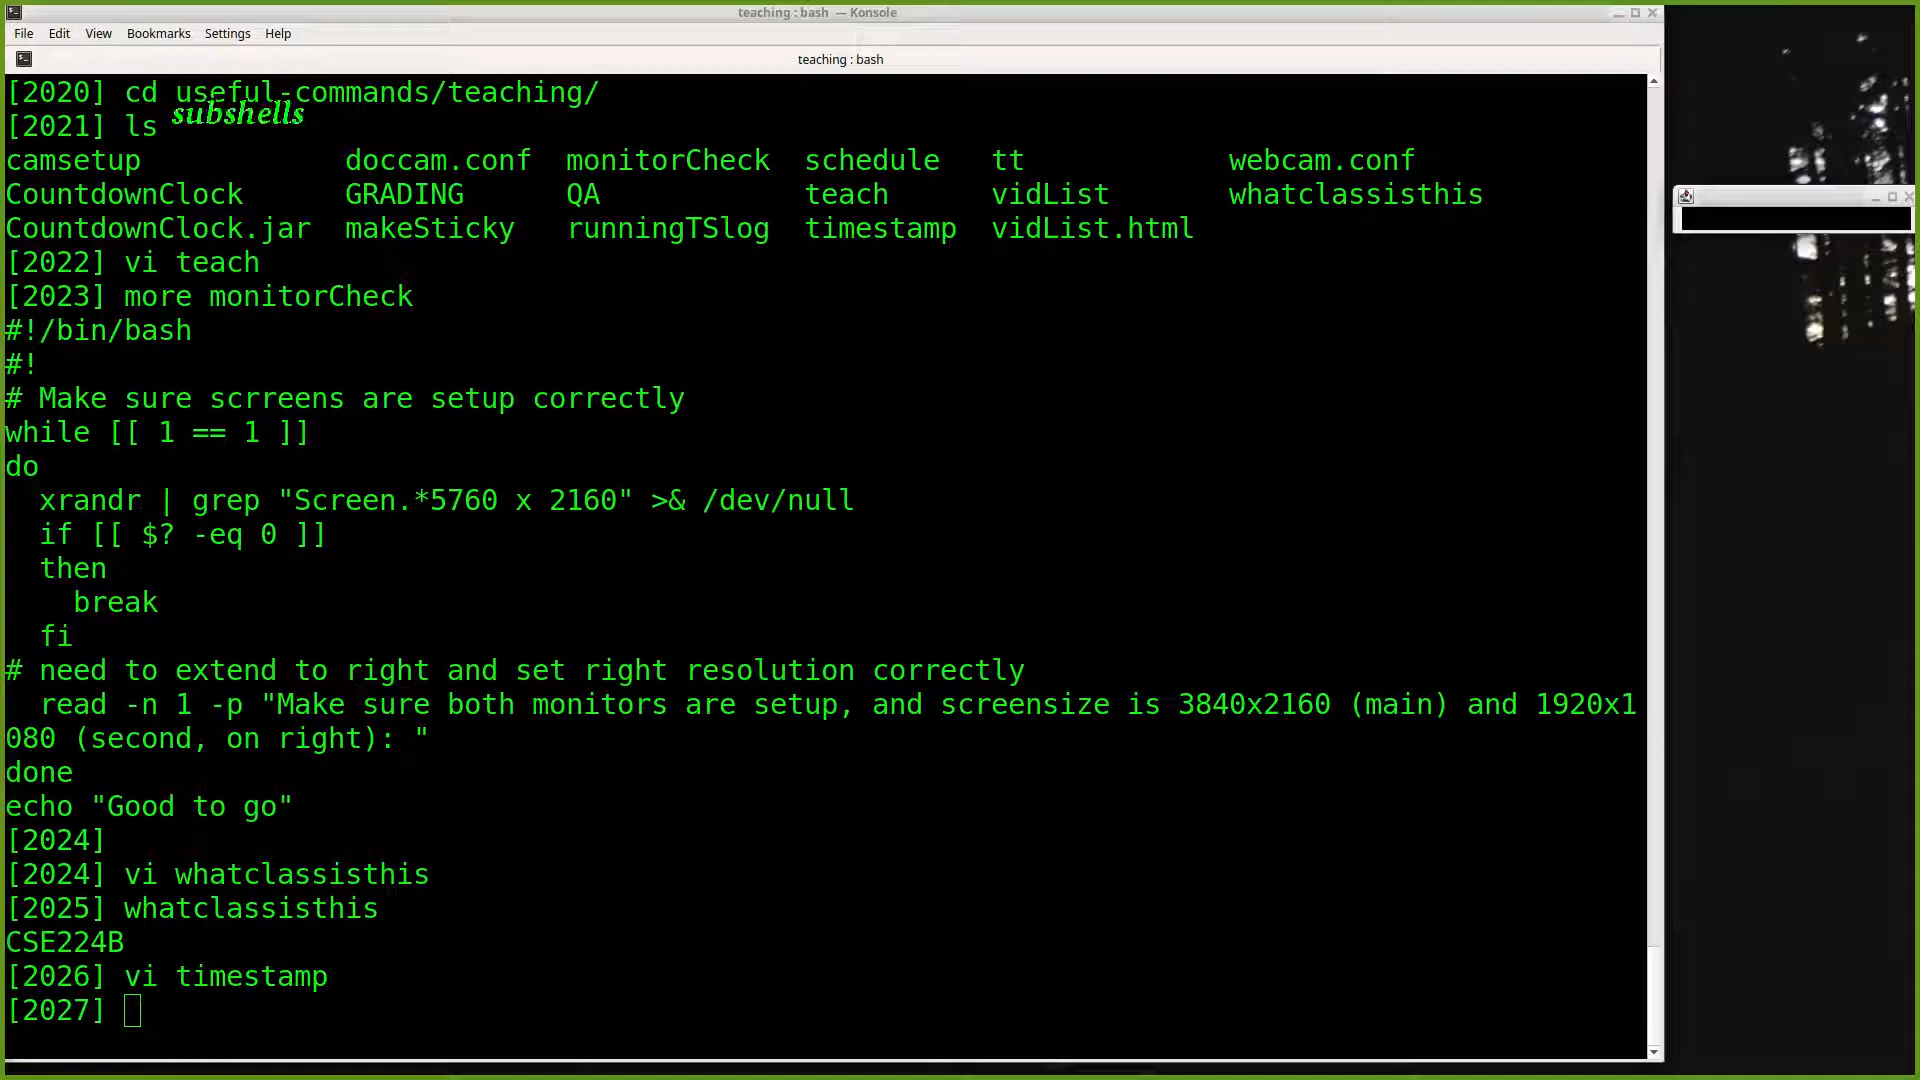 teaching : bash — Konsole
File Edit View Bookmarks Settings Help
teaching : bash
[2020] cd useful-commands/teaching/
subshells
[2021] ls
camsetup doccam.conf monitorCheck schedule tt webcam.conf
CountdownClock GRADING QA teach vidList whatclassisthis
CountdownClock.jar makeSticky runningTSlog timestamp vidList.html
[2022] vi teach
[2023] more monitorCheck
#!/bin/bash
#!
# Make sure scrreens are setup correctly
while [[ 1 == 1 ]]
do
xrandr | grep "Screen.*5760 x 2160" >& /dev/null
if [[ $? -eq 0 ]]
then
break
fi
# need to extend to right and set right resolution correctly
read -n 1 -p "Make sure both monitors are setup, and screensize is 3840x2160 (main) and 1920x1
080 (second, on right): "
done
echo "Good to go"
[2024]
[2024] vi whatclassisthis
[2025] whatclassisthis
CSE224B
[2026] vi timestamp
[2027]